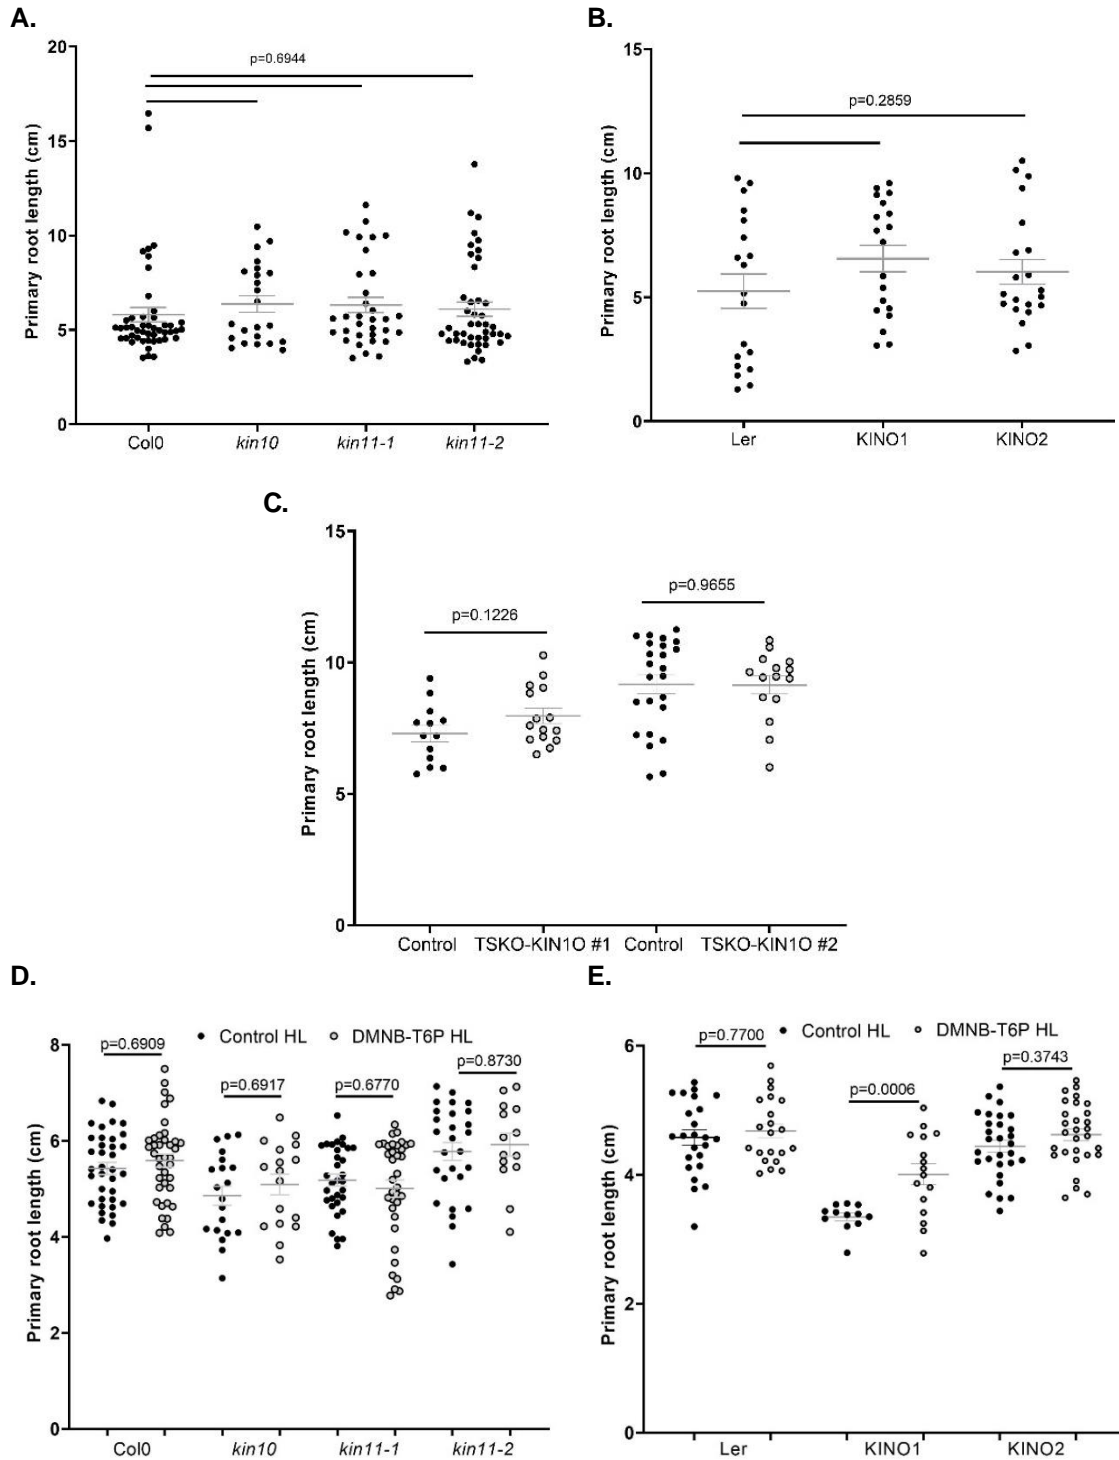 A.
20
15
10
5
0
Primary root length (cm)
p=0.6944
Col0 kin10 kin11-1 kin11-2
B.
15
10
5
0
Primary root length (cm)
p=0.2859
Ler KINO1 KINO2
C.
15
10
5
0
Primary root length (cm)
p=0.1226
p=0.9655
Control TSKO-KIN1O #1 Control TSKO-KIN1O #2
D.
Control HL DMNB-T6P HL
8
6
4
2
0
Primary root length (cm)
p=0.6909
p=0.6917
p=0.6770
p=0.8730
Col0 kin10 kin11-1 kin11-2
E.
Control HL DMNB-T6P HL
6
4
2
0
Primary root length (cm)
p=0.7700
p=0.0006
p=0.3743
Ler KINO1 KINO2